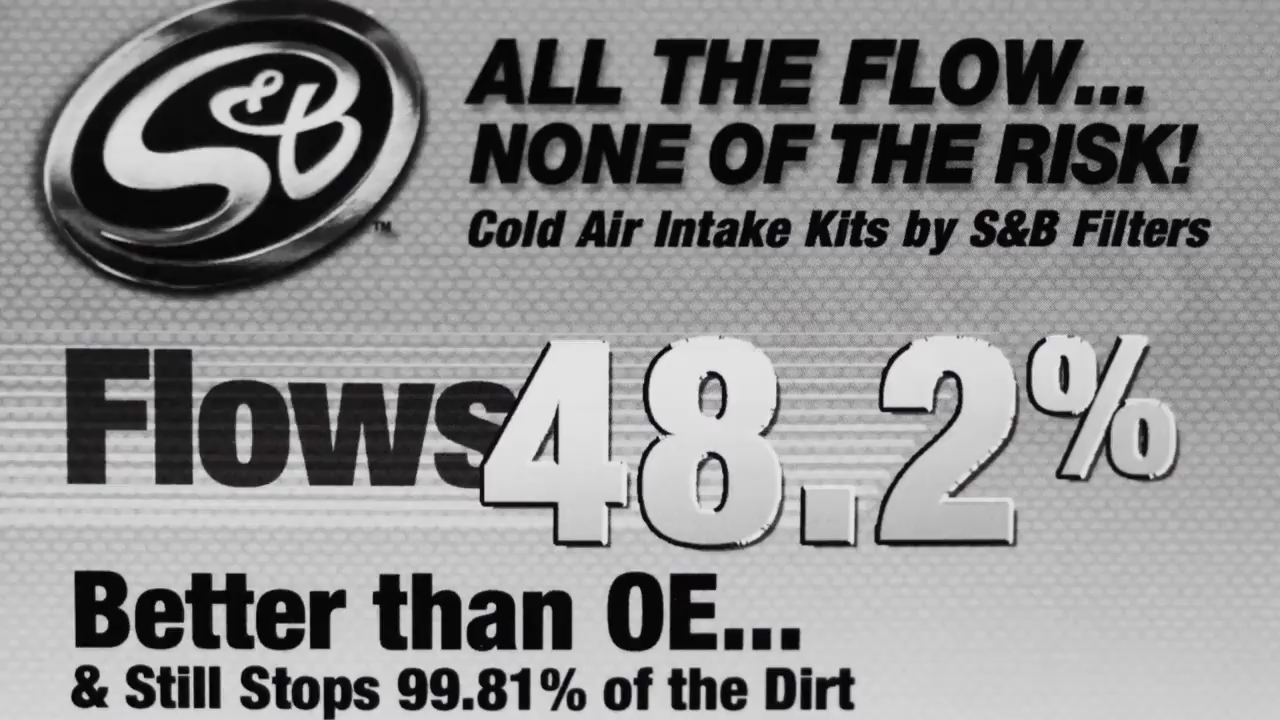 S&B
™
ALL THE FLOW...
NONE OF THE RISK!
Cold Air Intake Kits by S&B Filters
Flows 48.2%
Better than OE...
& Still Stops 99.81% of the Dirt